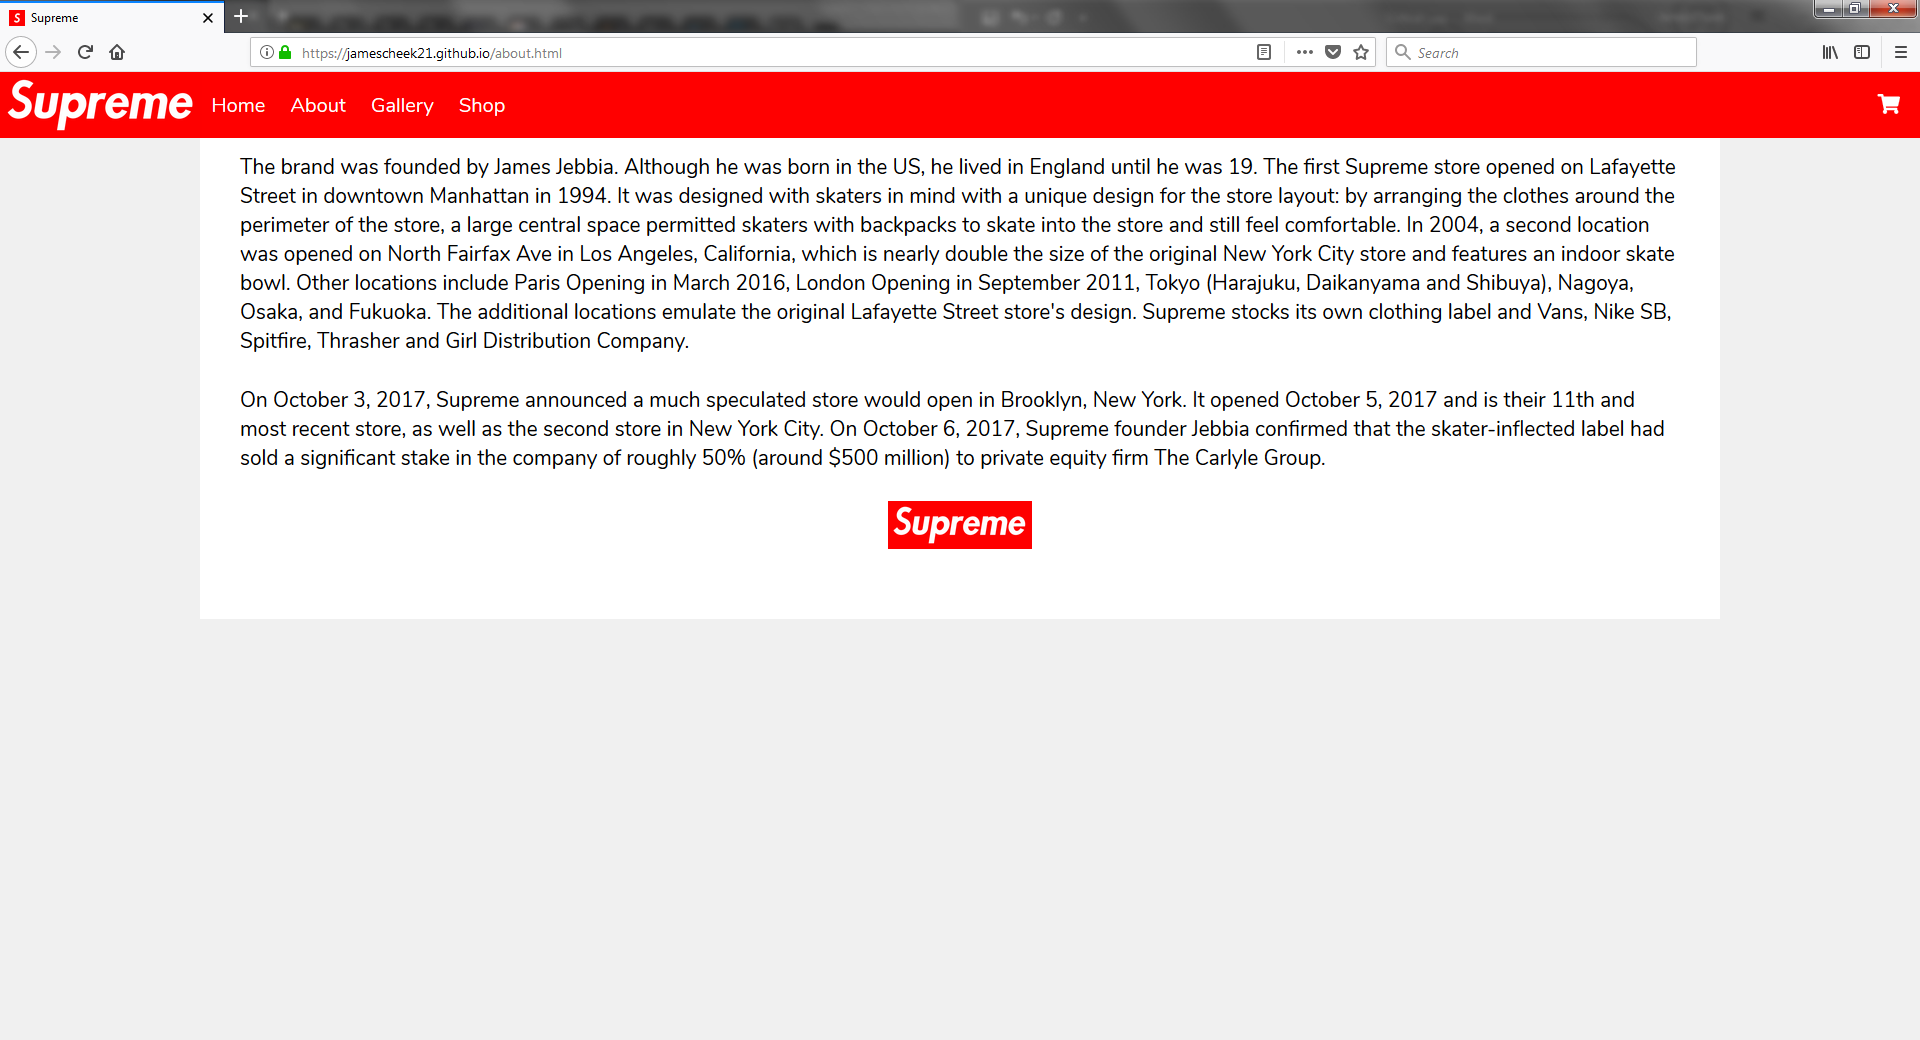 Supreme
https://jamescheek21.github.io/about.html
Search
Supreme Home About Gallery Shop
The brand was founded by James Jebbia. Although he was born in the US, he lived in England until he was 19. The first Supreme store opened on Lafayette
Street in downtown Manhattan in 1994. It was designed with skaters in mind with a unique design for the store layout: by arranging the clothes around the
perimeter of the store, a large central space permitted skaters with backpacks to skate into the store and still feel comfortable. In 2004, a second location
was opened on North Fairfax Ave in Los Angeles, California, which is nearly double the size of the original New York City store and features an indoor skate
bowl. Other locations include Paris Opening in March 2016, London Opening in September 2011, Tokyo (Harajuku, Daikanyama and Shibuya), Nagoya,
Osaka, and Fukuoka. The additional locations emulate the original Lafayette Street store's design. Supreme stocks its own clothing label and Vans, Nike SB,
Spitfire, Thrasher and Girl Distribution Company.
On October 3, 2017, Supreme announced a much speculated store would open in Brooklyn, New York. It opened October 5, 2017 and is their 11th and
most recent store, as well as the second store in New York City. On October 6, 2017, Supreme founder Jebbia confirmed that the skater-inflected label had
sold a significant stake in the company of roughly 50% (around $500 million) to private equity firm The Carlyle Group.
Supreme